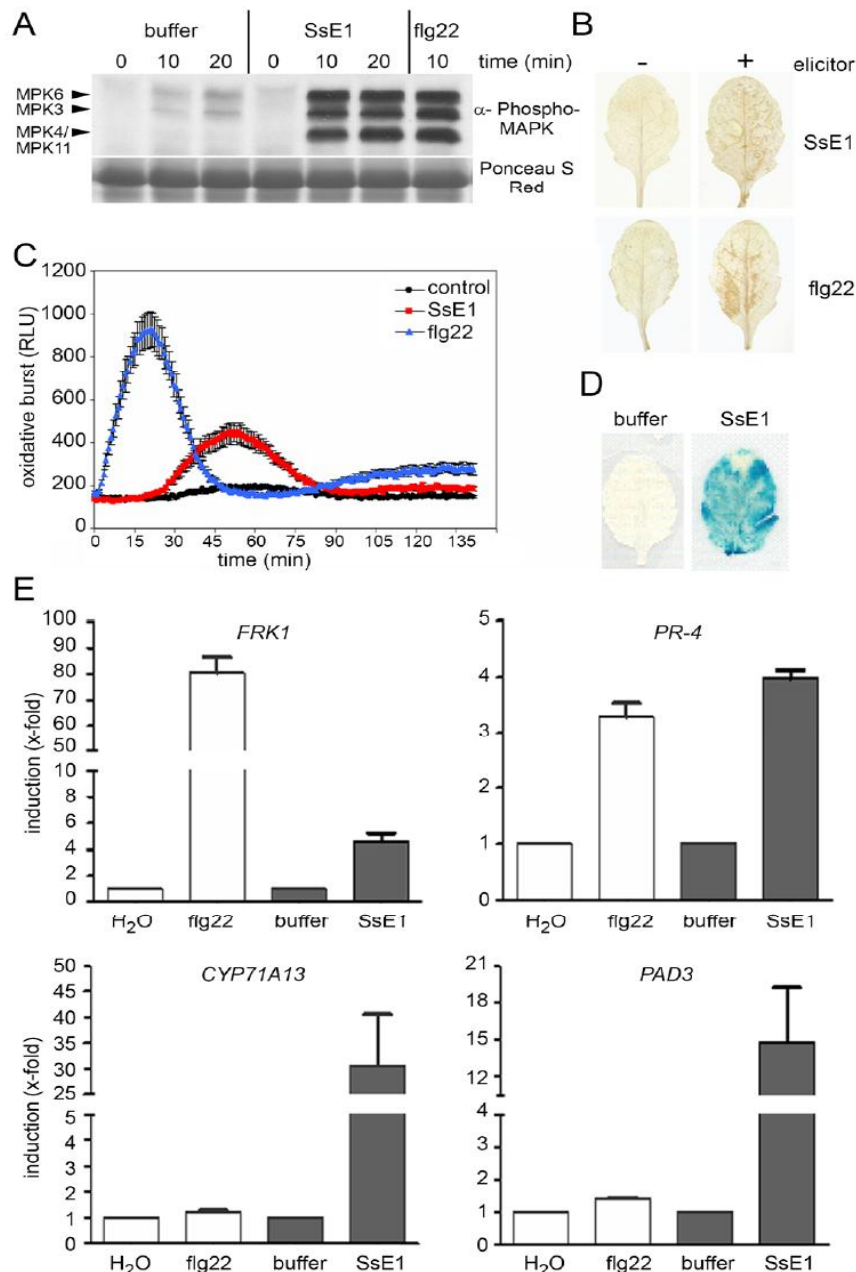 A
buffer SsE1 flg22
0 10 20 0 10 20 10 time (min)
MPK6
MPK3
MPK4/
MPK11
α- Phospho-
MAPK
Ponceau S
Red
B
- + elicitor
SsE1
flg22
C
1200
1000
800
600
400
200
0
oxidative burst (RLU)
control
SsE1
flg22
0 15 30 45 60 75 90 105 120 135
time (min)
D
buffer SsE1
E
FRK1
induction (x-fold)
100
90
80
70
60
50
10
8
6
4
2
0
H₂O flg22 buffer SsE1
PR-4
5
4
3
2
1
0
H₂O flg22 buffer SsE1
CYP71A13
induction (x-fold)
50
45
40
35
30
25
5
4
3
2
1
0
H₂O flg22 buffer SsE1
PAD3
21
18
15
12
4
3
2
1
0
H₂O flg22 buffer SsE1